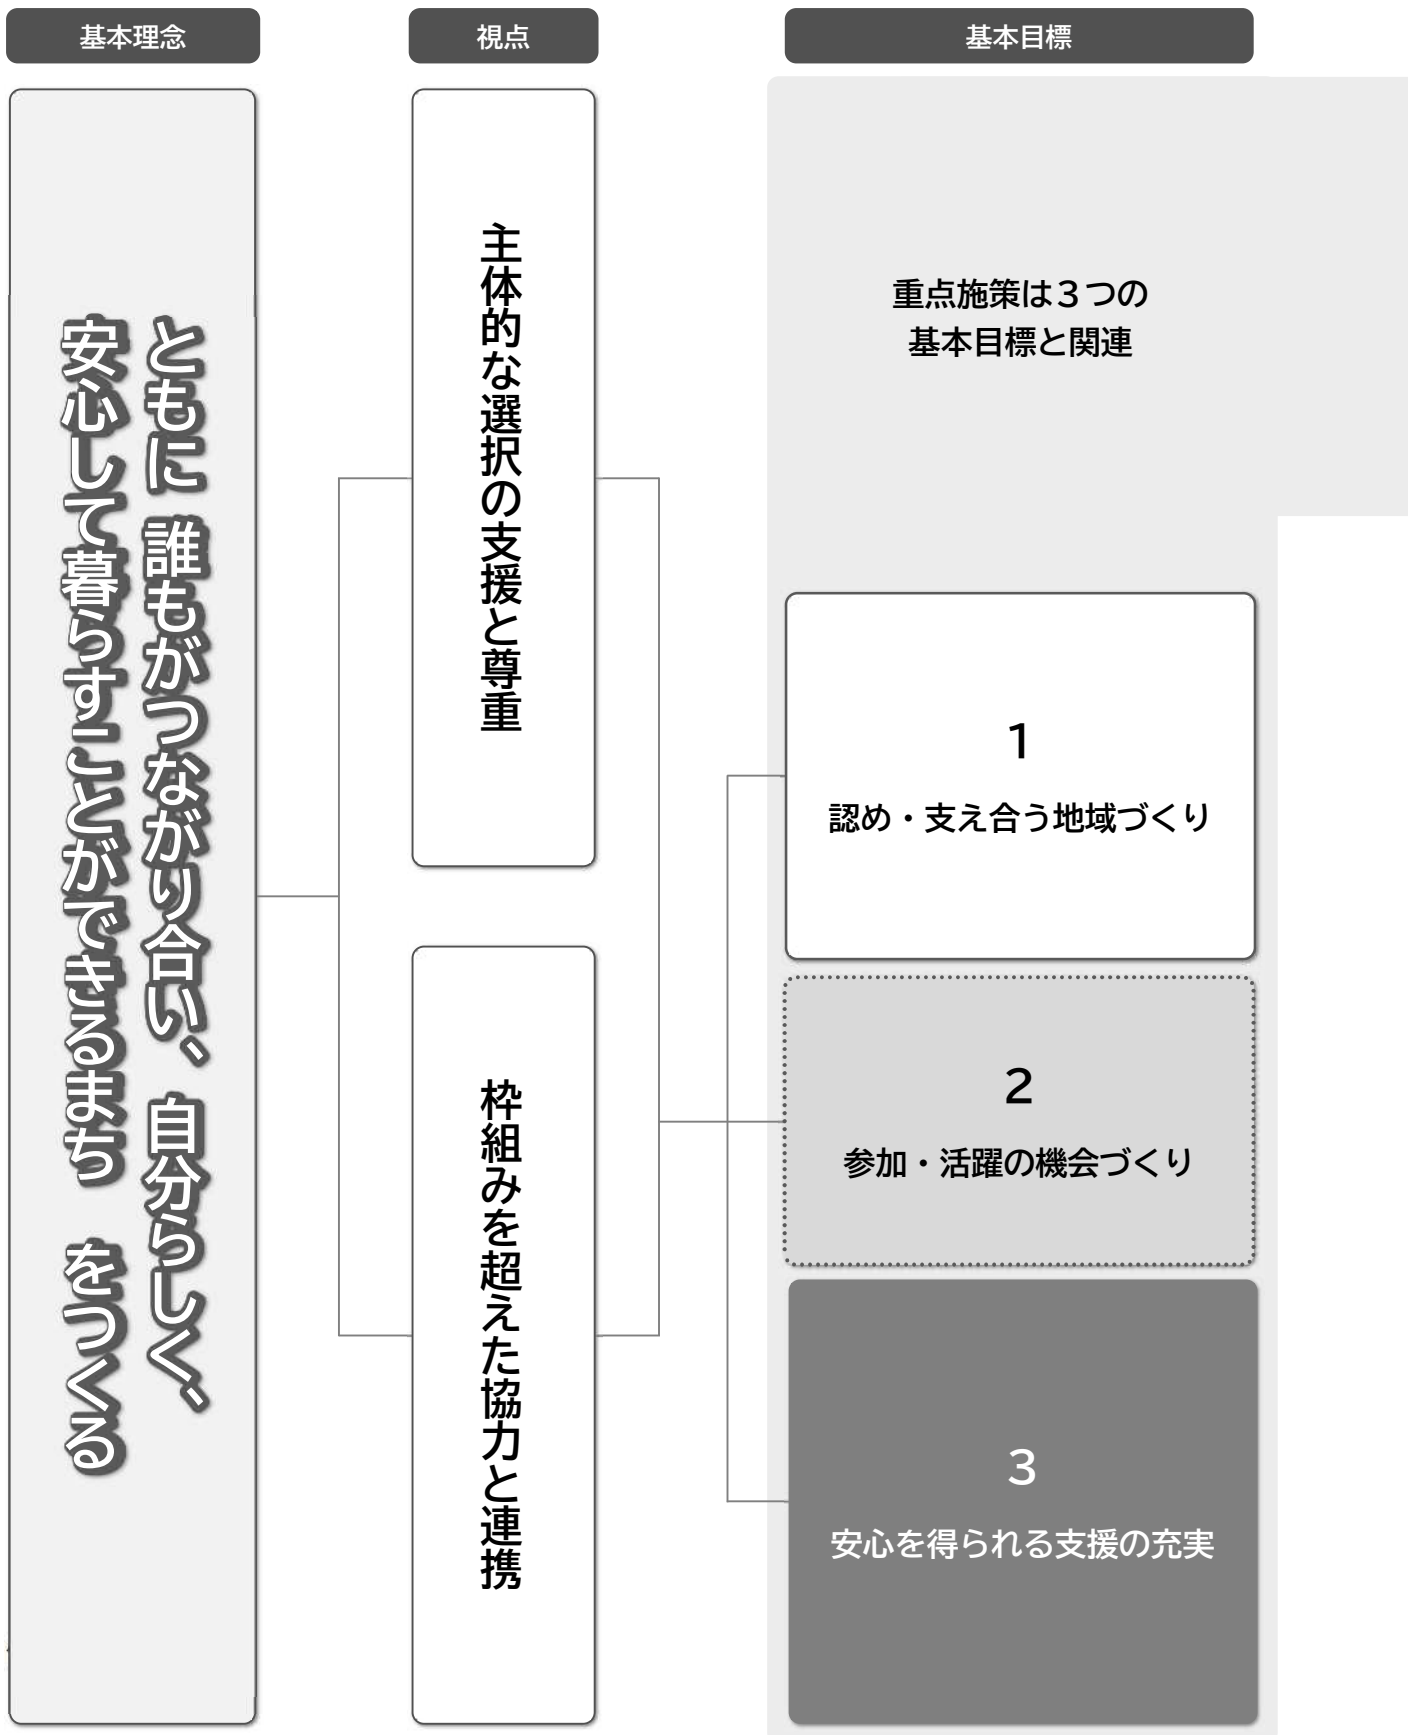 基本理念
視点
基本目標
ともに 誰もがつながり合い、自分らしく、
安心して暮らすことができるまち をつくる
主体的な選択の支援と尊重
枠組みを超えた協力と連携
重点施策は３つの
基本目標と関連
1
認め・支え合う地域づくり
2
参加・活躍の機会づくり
3
安心を得られる支援の充実